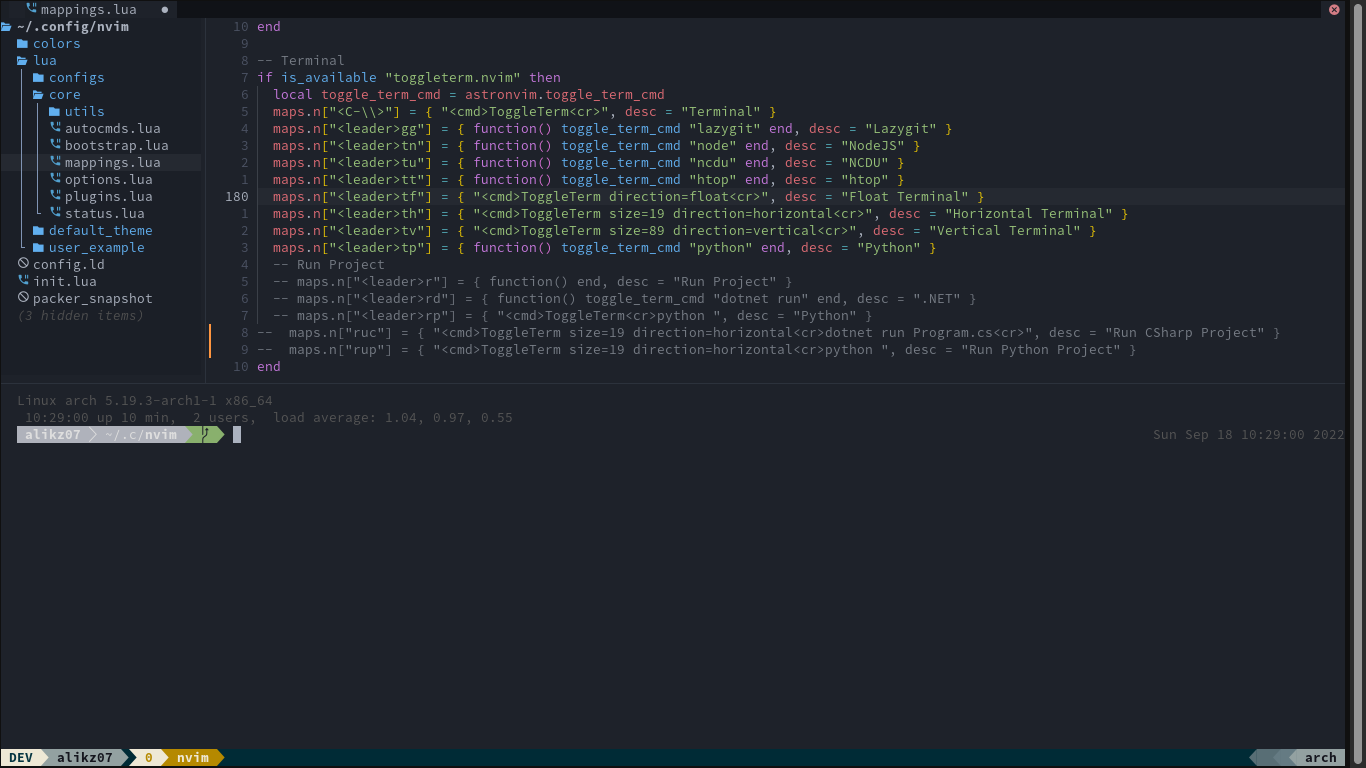 mappings.lua ●
~/.config/nvim
colors
lua
configs
core
utils
autocmds.lua
bootstrap.lua
mappings.lua
options.lua
plugins.lua
status.lua
default_theme
user_example
config.ld
init.lua
packer_snapshot
(3 hidden items)
10 end
9
8 -- Terminal
7 if is_available "toggleterm.nvim" then
6   local toggle_term_cmd = astronvim.toggle_term_cmd
5   maps.n["<C-\\>"] = { "<cmd>ToggleTerm<cr>", desc = "Terminal" }
4   maps.n["<leader>gg"] = { function() toggle_term_cmd "lazygit" end, desc = "Lazygit" }
3   maps.n["<leader>tn"] = { function() toggle_term_cmd "node" end, desc = "NodeJS" }
2   maps.n["<leader>tu"] = { function() toggle_term_cmd "ncdu" end, desc = "NCDU" }
1   maps.n["<leader>tt"] = { function() toggle_term_cmd "htop" end, desc = "htop" }
180   maps.n["<leader>tf"] = { "<cmd>ToggleTerm direction=float<cr>", desc = "Float Terminal" }
1   maps.n["<leader>th"] = { "<cmd>ToggleTerm size=19 direction=horizontal<cr>", desc = "Horizontal Terminal" }
2   maps.n["<leader>tv"] = { "<cmd>ToggleTerm size=89 direction=vertical<cr>", desc = "Vertical Terminal" }
3   maps.n["<leader>tp"] = { function() toggle_term_cmd "python" end, desc = "Python" }
4   -- Run Project
5   -- maps.n["<leader>r"] = { function() end, desc = "Run Project" }
6   -- maps.n["<leader>rd"] = { function() toggle_term_cmd "dotnet run" end, desc = ".NET" }
7   -- maps.n["<leader>rp"] = { "<cmd>ToggleTerm<cr>python ", desc = "Python" }
8 --  maps.n["ruc"] = { "<cmd>ToggleTerm size=19 direction=horizontal<cr>dotnet run Program.cs<cr>", desc = "Run CSharp Project" }
9 --  maps.n["rup"] = { "<cmd>ToggleTerm size=19 direction=horizontal<cr>python ", desc = "Run Python Project" }
10 end
Linux arch 5.19.3-arch1-1 x86_64
10:29:00 up 10 min,  2 users,  load average: 1.04, 0.97, 0.55
alikz07 ~/.c/nvim Sun Sep 18 10:29:00 2022
DEV alikz07 0 nvim arch